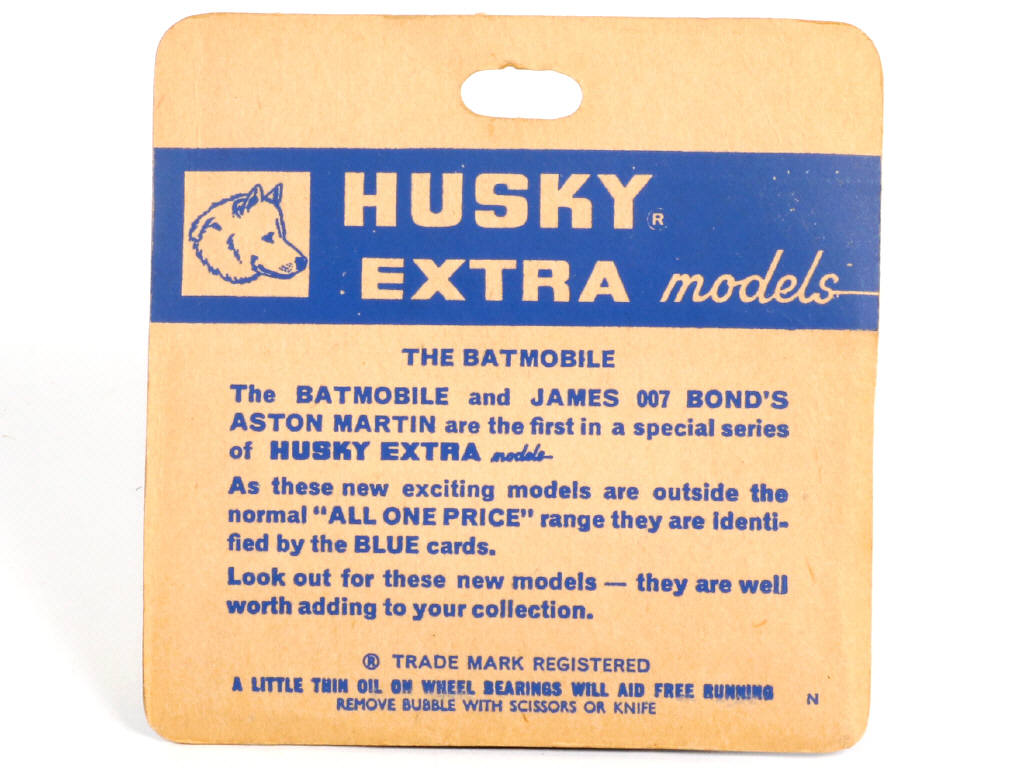 HUSKY®
EXTRA models
THE BATMOBILE
The BATMOBILE and JAMES 007 BOND'S
ASTON MARTIN are the first in a special series
of HUSKY EXTRA models
As these new exciting models are outside the
normal "ALL ONE PRICE" range they are identi-
fied by the BLUE cards.
Look out for these new models — they are well
worth adding to your collection.
® TRADE MARK REGISTERED
A LITTLE THIN OIL ON WHEEL BEARINGS WILL AID FREE RUNNING
REMOVE BUBBLE WITH SCISSORS OR KNIFE
N